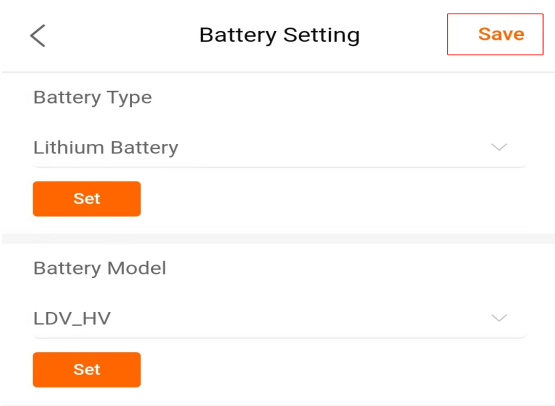 Battery Setting
Save
Battery Type
Lithium Battery
Set
Battery Model
LDV_HV
Set